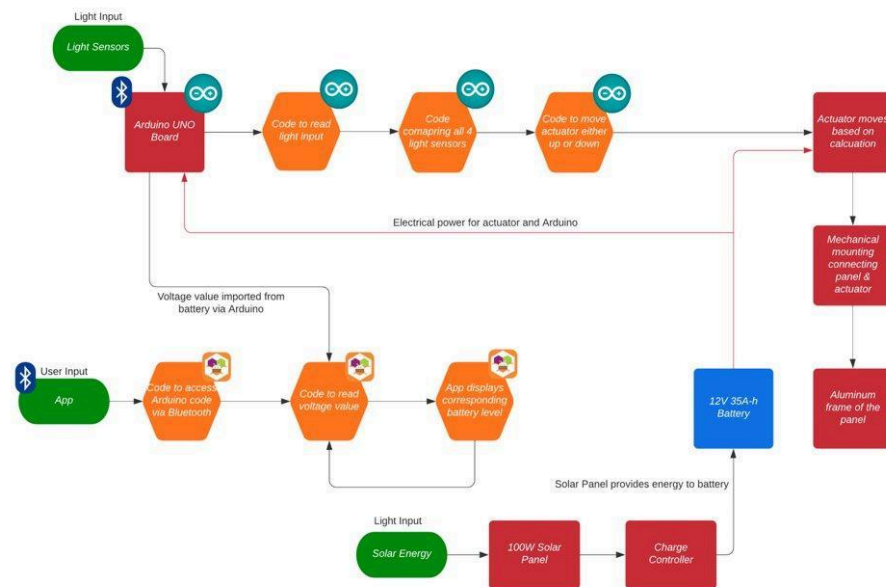 Light Input
Light Sensors
Arduino UNO
Board
Code to read
light input
Code
comapring all 4
light sensors
Code to move
actuator either
up or down
Actuator moves
based on
calcuation
Electrical power for actuator and Arduino
Mechanical
mounting
connecting
panel &
actuator
Voltage value imported from
battery via Arduino
User Input
App
Code to access
Arduino code
via Bluetooth
Code to read
voltage value
App displays
corresponding
battery level
12V 35A-h
Battery
Aluminum
frame of the
panel
Solar Panel provides energy to battery
Light Input
Solar Energy
100W Solar
Panel
Charge
Controller